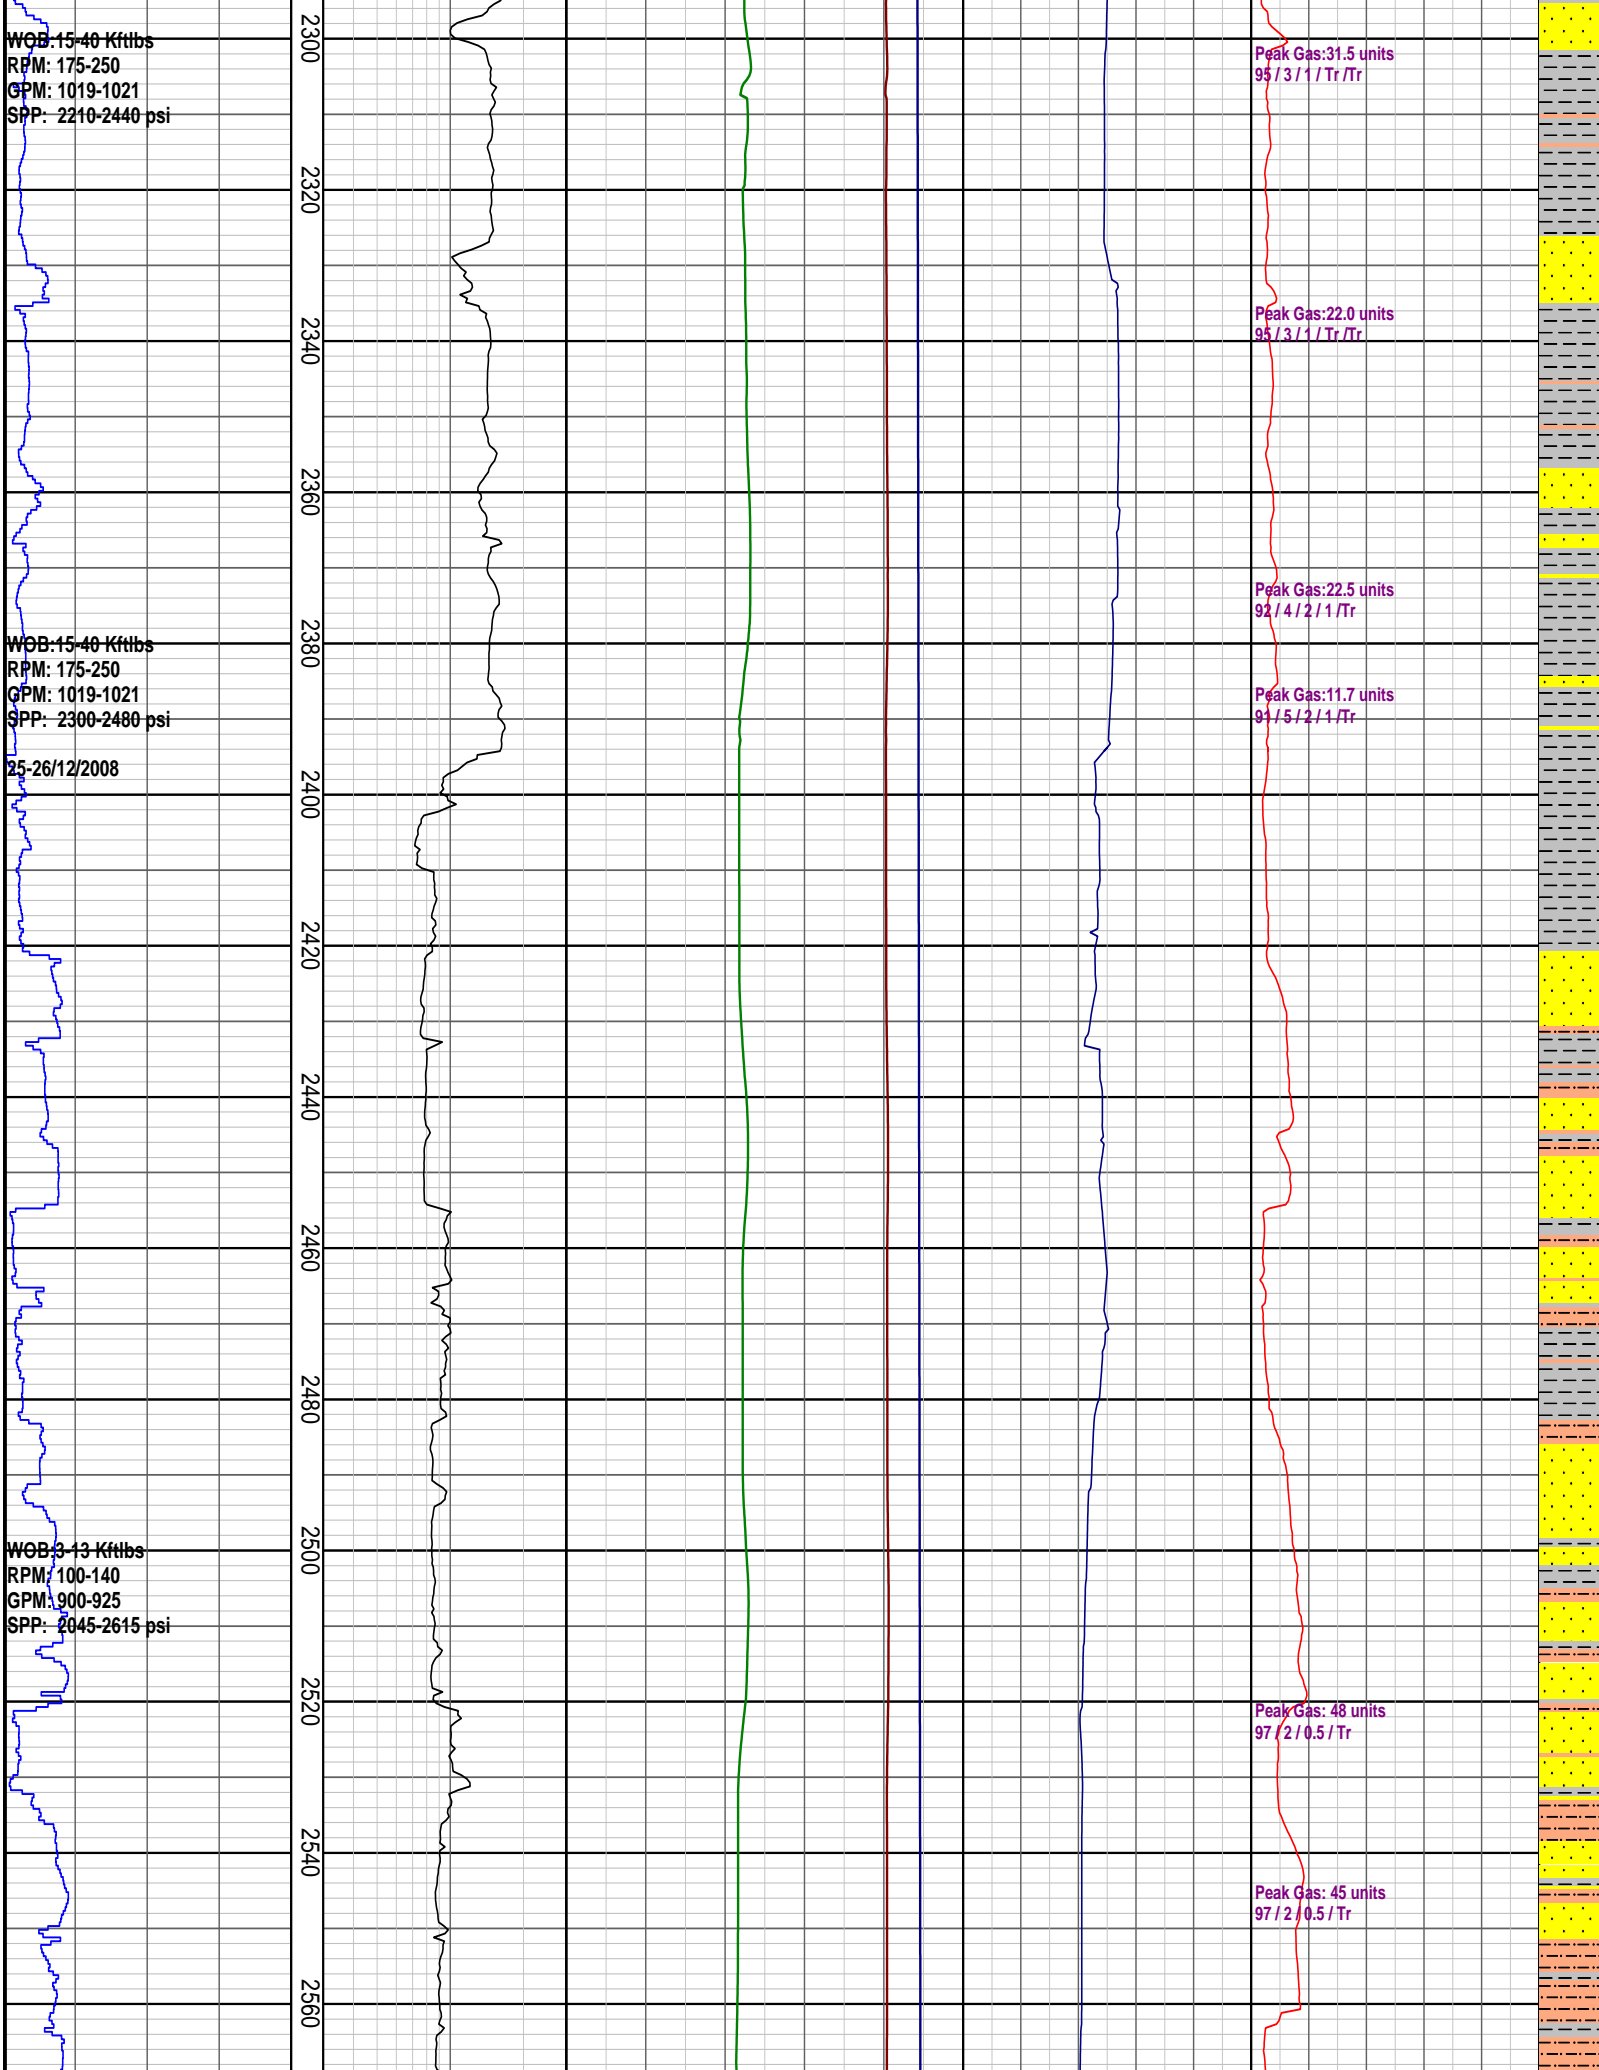 2300
WOB:15-40 Kftlbs
RPM: 175-250
GPM: 1019-1021
SPP: 2210-2440 psi
Peak Gas:31.5 units
95 / 3 / 1 / Tr /Tr
2320
Peak Gas:22.0 units
95 / 3 / 1 / Tr /Tr
2340
2360
Peak Gas:22.5 units
92 / 4 / 2 / 1 /Tr
2380
WOB:15-40 Kftlbs
RPM: 175-250
GPM: 1019-1021
SPP: 2300-2480 psi
Peak Gas:11.7 units
91 / 5 / 2 / 1 /Tr
25-26/12/2008
2400
2420
2440
2460
2480
2500
WOB:3-13 Kftlbs
RPM: 100-140
GPM: 900-925
SPP: 2045-2615 psi
2520
Peak Gas: 48 units
97 / 2 / 0.5 / Tr
2540
Peak Gas: 45 units
97 / 2 / 0.5 / Tr
2560